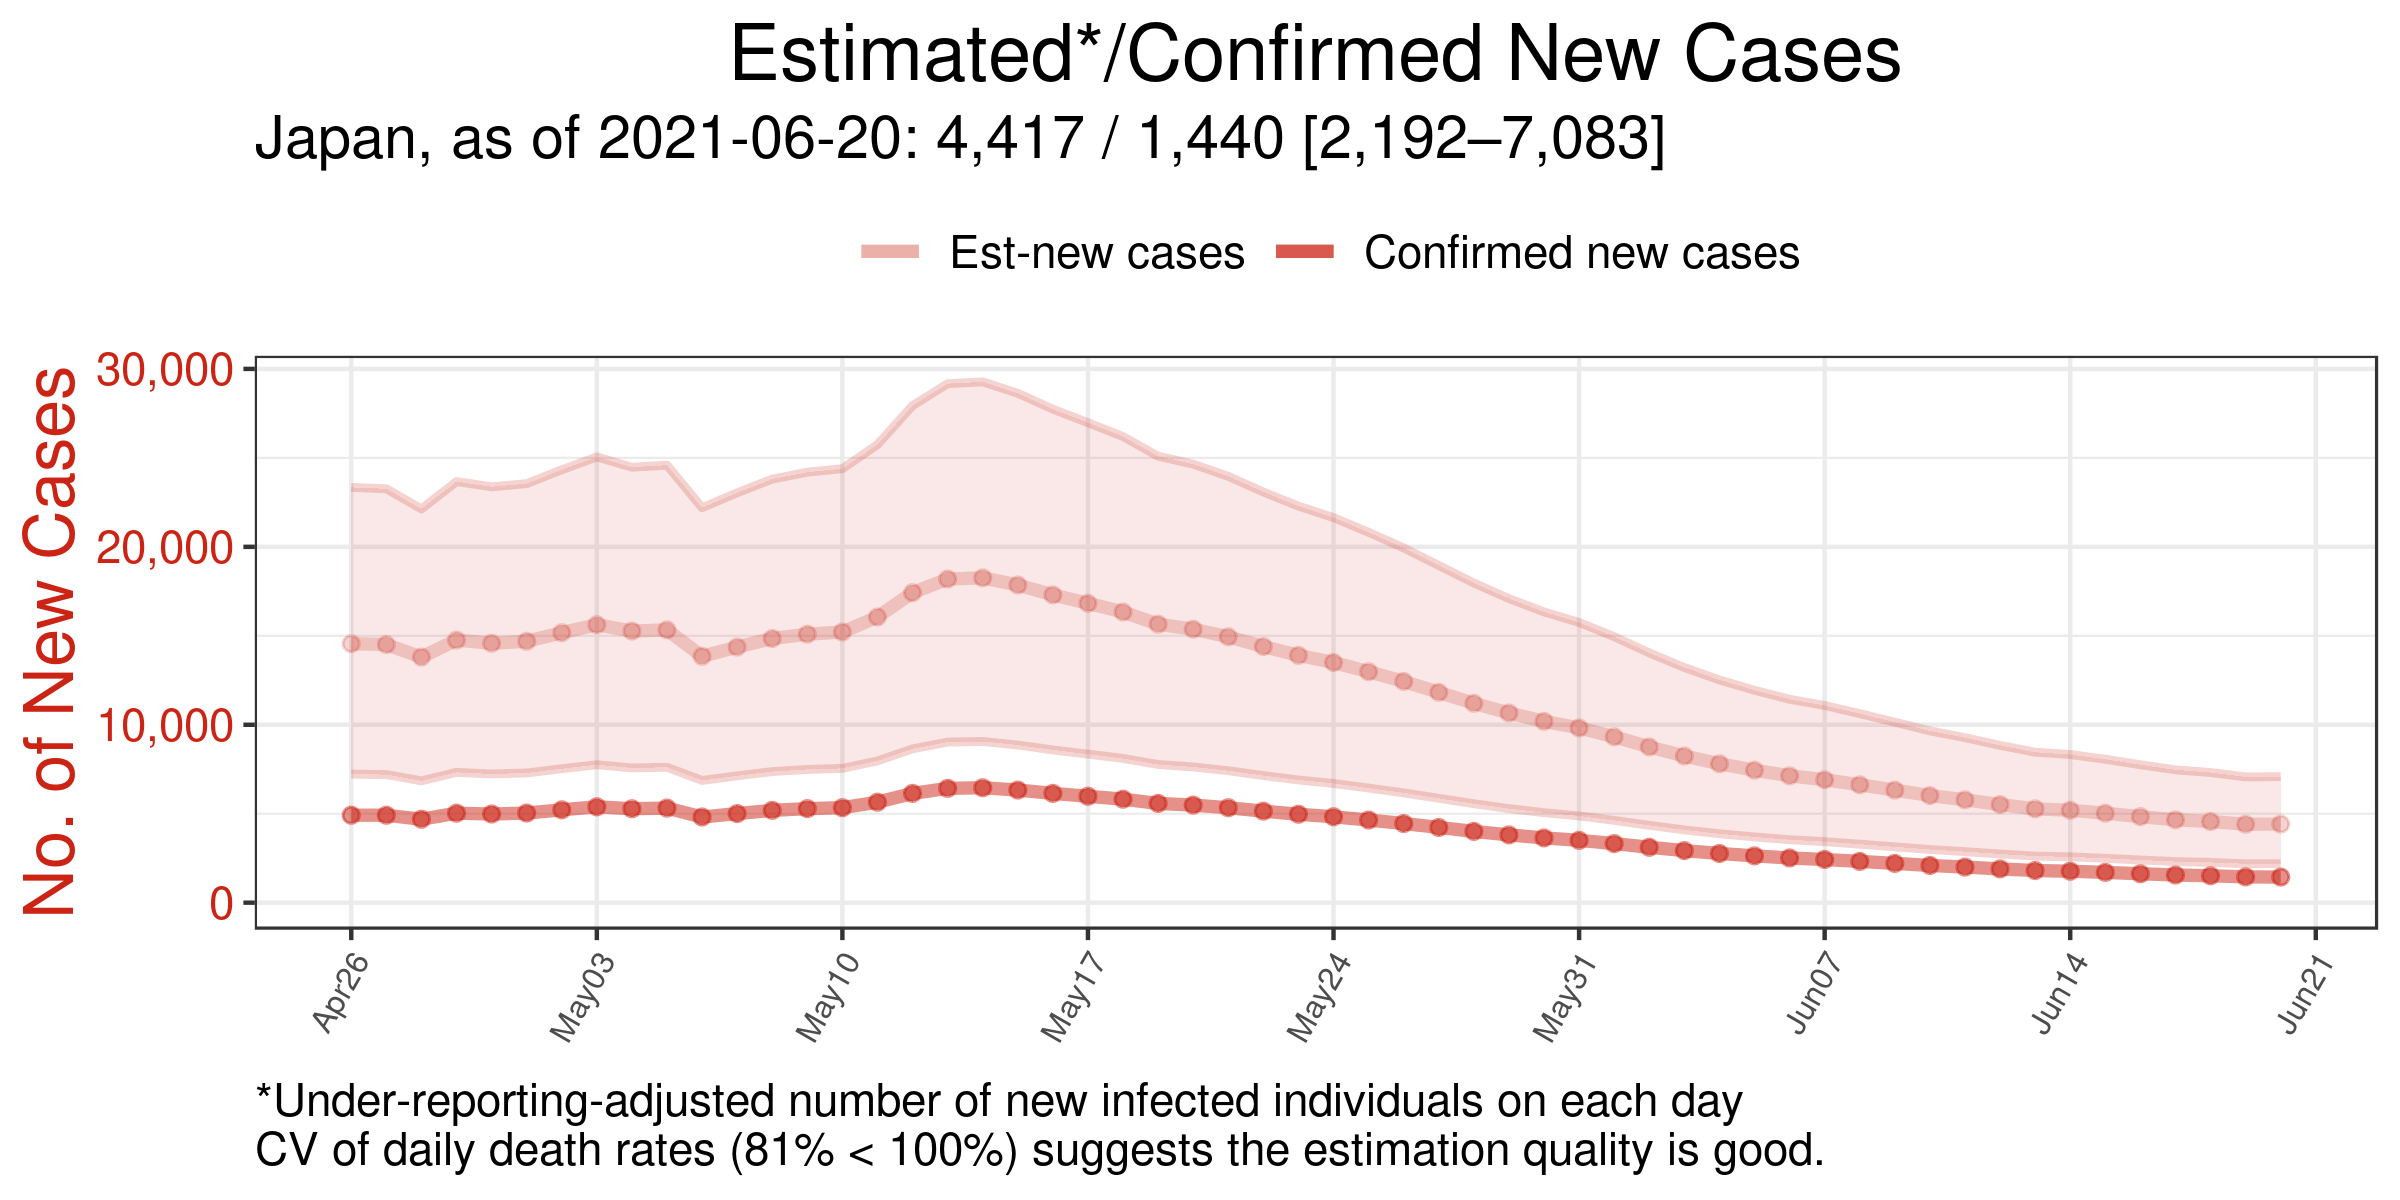 Estimated*/Confirmed New Cases
Japan, as of 2021-06-20: 4,417 / 1,440 [2,192–7,083]
Est-new cases Confirmed new cases
No. of New Cases
30,000
20,000
10,000
0
Apr26 May03 May10 May17 May24 May31 Jun07 Jun14 Jun21
*Under-reporting-adjusted number of new infected individuals on each day
CV of daily death rates (81% < 100%) suggests the estimation quality is good.